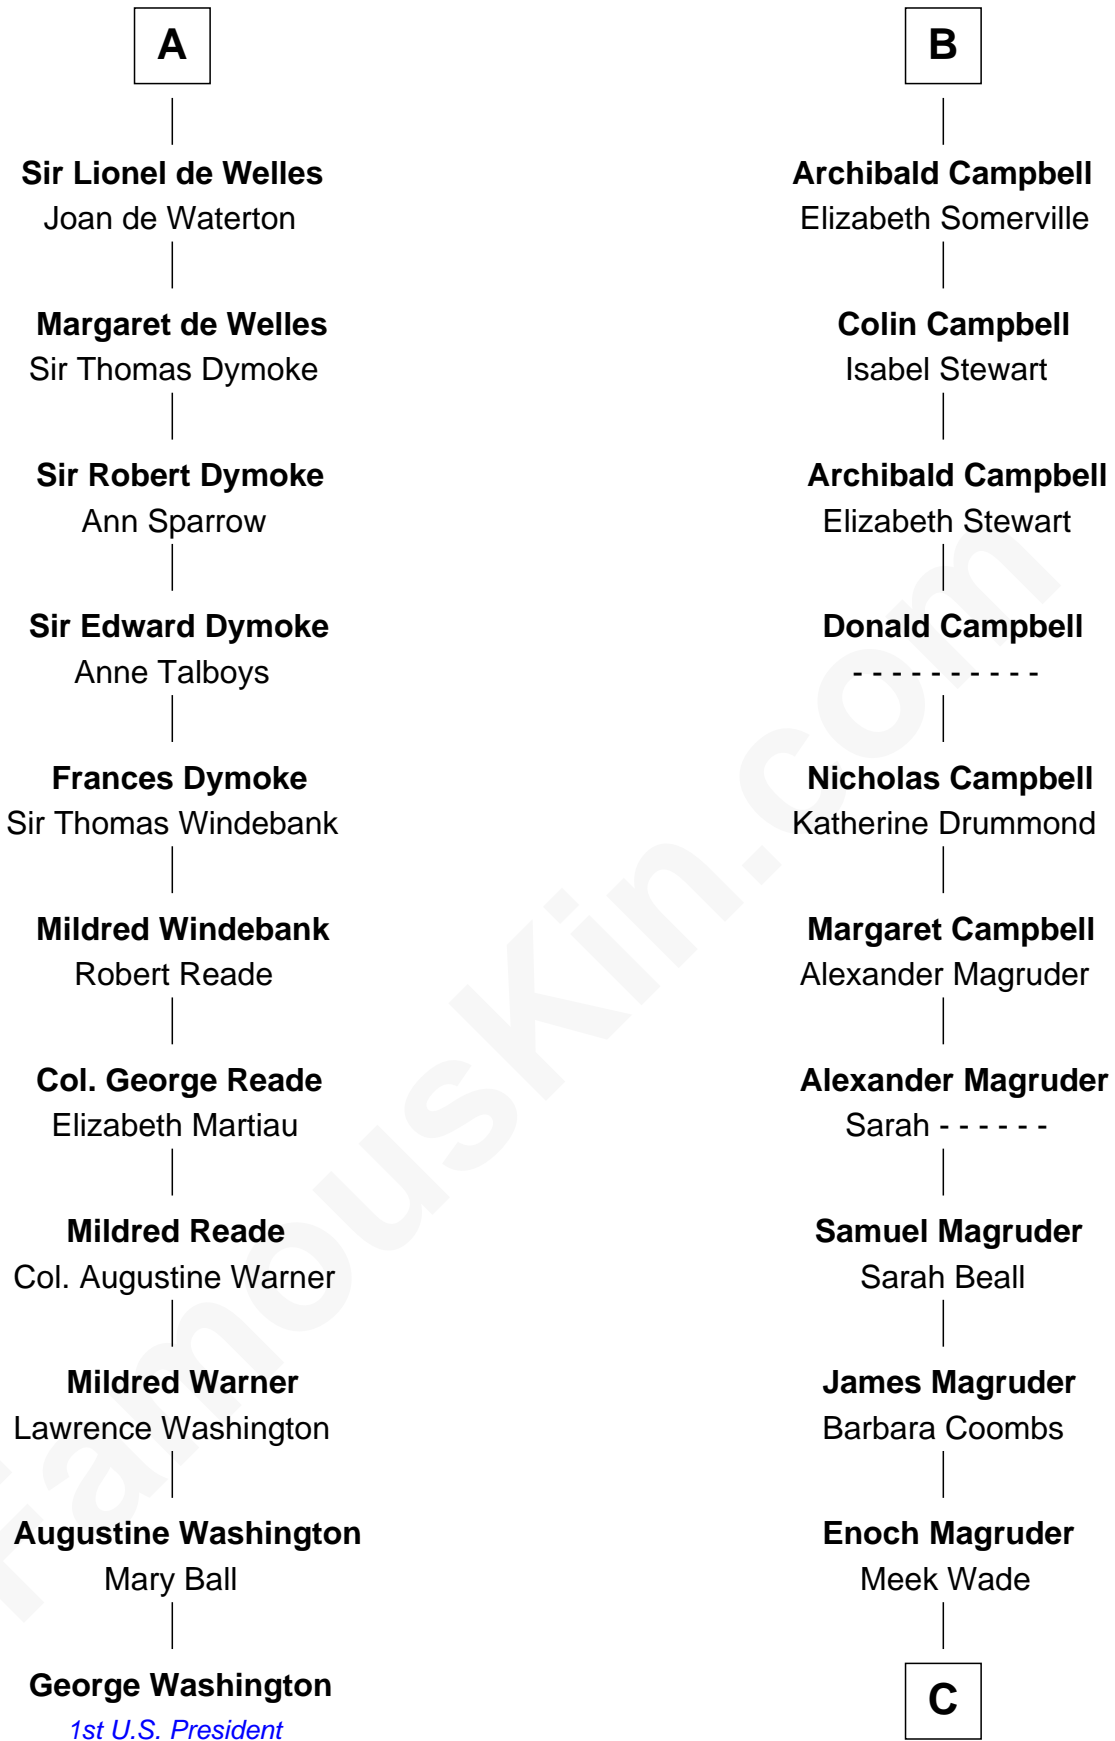 A
Sir Lionel de Welles
Joan de Waterton
Margaret de Welles
Sir Thomas Dymoke
Sir Robert Dymoke
Ann Sparrow
Sir Edward Dymoke
Anne Talboys
Frances Dymoke
Sir Thomas Windebank
Mildred Windebank
Robert Reade
Col. George Reade
Elizabeth Martiau
Mildred Reade
Col. Augustine Warner
Mildred Warner
Lawrence Washington
Augustine Washington
Mary Ball
George Washington
1st U.S. President
B
Archibald Campbell
Elizabeth Somerville
Colin Campbell
Isabel Stewart
Archibald Campbell
Elizabeth Stewart
Donald Campbell
- - - - - - - - - -
Nicholas Campbell
Katherine Drummond
Margaret Campbell
Alexander Magruder
Alexander Magruder
Sarah - - - - - -
Samuel Magruder
Sarah Beall
James Magruder
Barbara Coombs
Enoch Magruder
Meek Wade
C
FamousKin.com